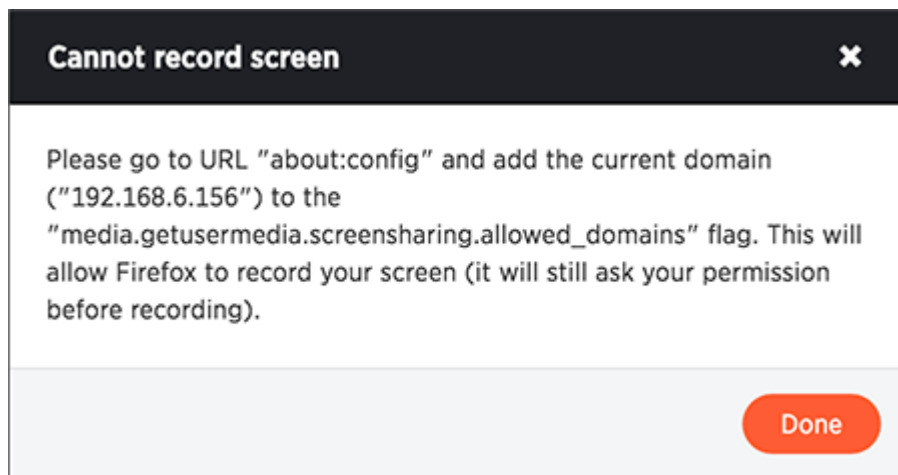 Cannot record screen
Please go to URL "about:config" and add the current domain
("192.168.6.156") to the
"media.getusermedia.screensharing.allowed_domains" flag. This will
allow Firefox to record your screen (it will still ask your permission
before recording).
Done